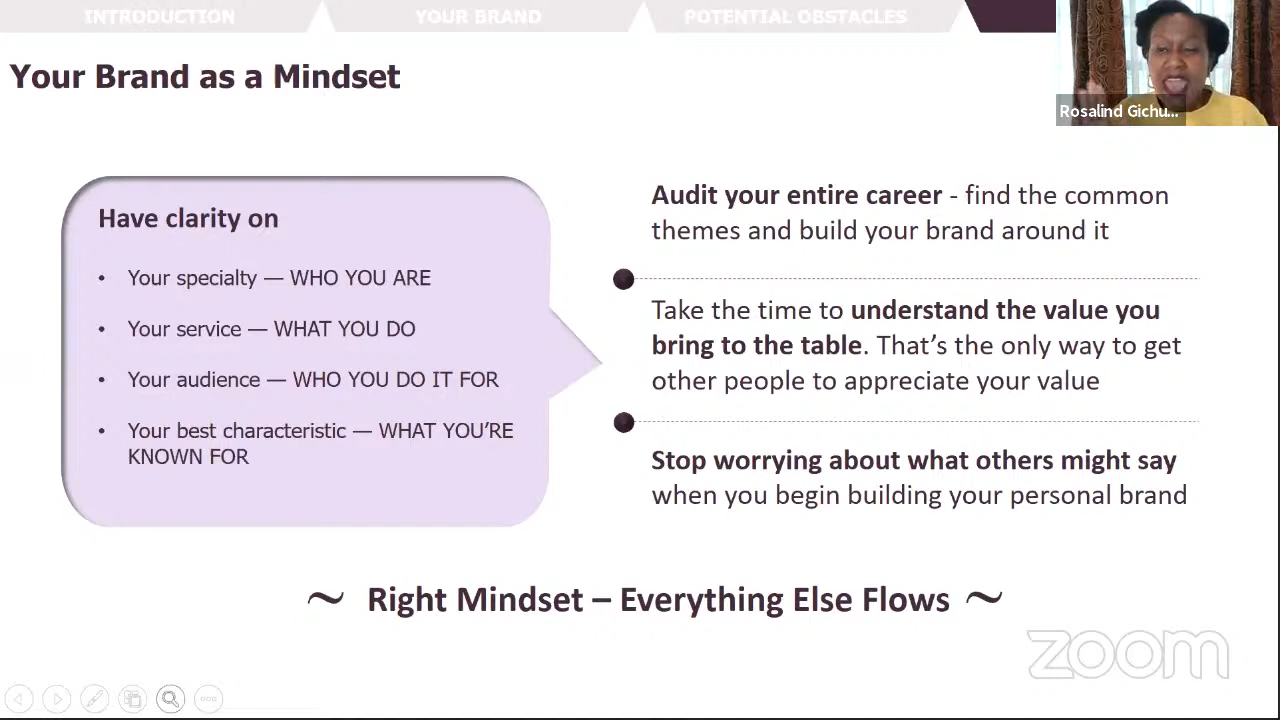 INTRODUCTION
YOUR BRAND
POTENTIAL OBSTACLES
Your Brand as a Mindset
Rosalind Gichu...
Have clarity on
• Your specialty — WHO YOU ARE
• Your service — WHAT YOU DO
• Your audience — WHO YOU DO IT FOR
• Your best characteristic — WHAT YOU’RE
KNOWN FOR
Audit your entire career - find the common
themes and build your brand around it
Take the time to understand the value you
bring to the table. That’s the only way to get
other people to appreciate your value
Stop worrying about what others might say
when you begin building your personal brand
~ Right Mindset – Everything Else Flows ~
zoom